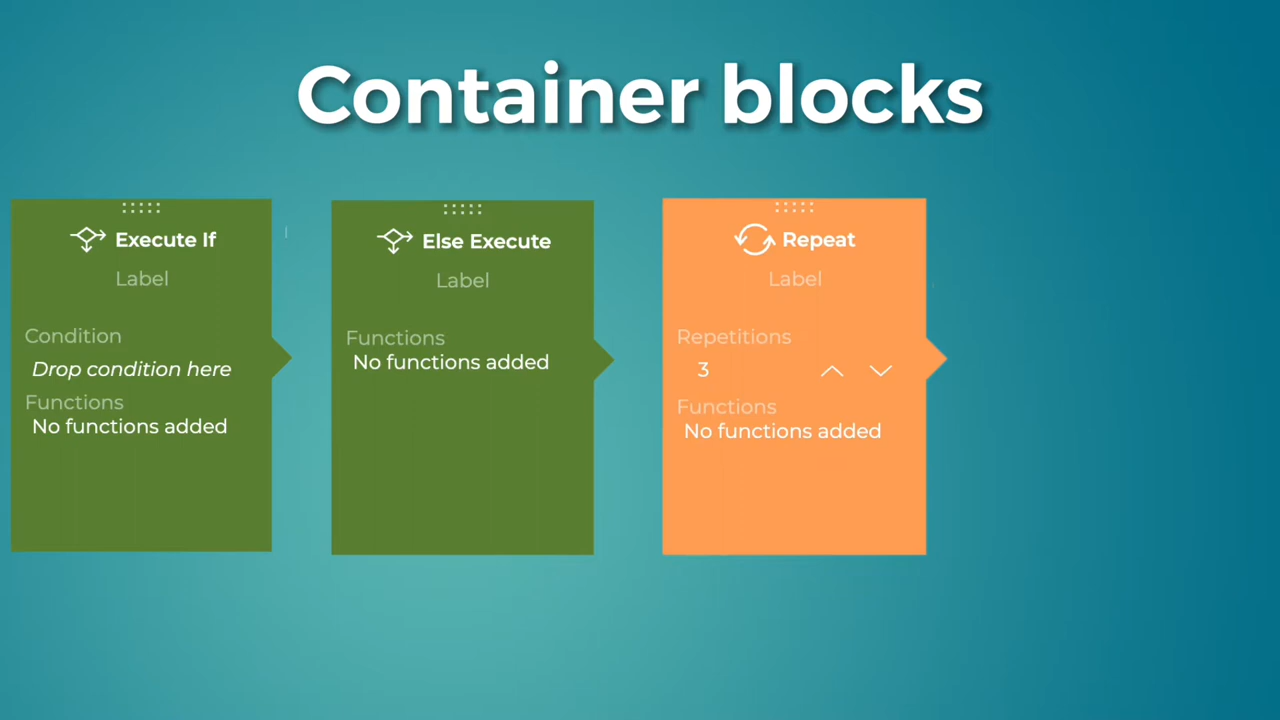 Container blocks
Execute If
Label
Condition
Drop condition here
Functions
No functions added
Else Execute
Label
Functions
No functions added
Repeat
Label
Repetitions
3
Functions
No functions added